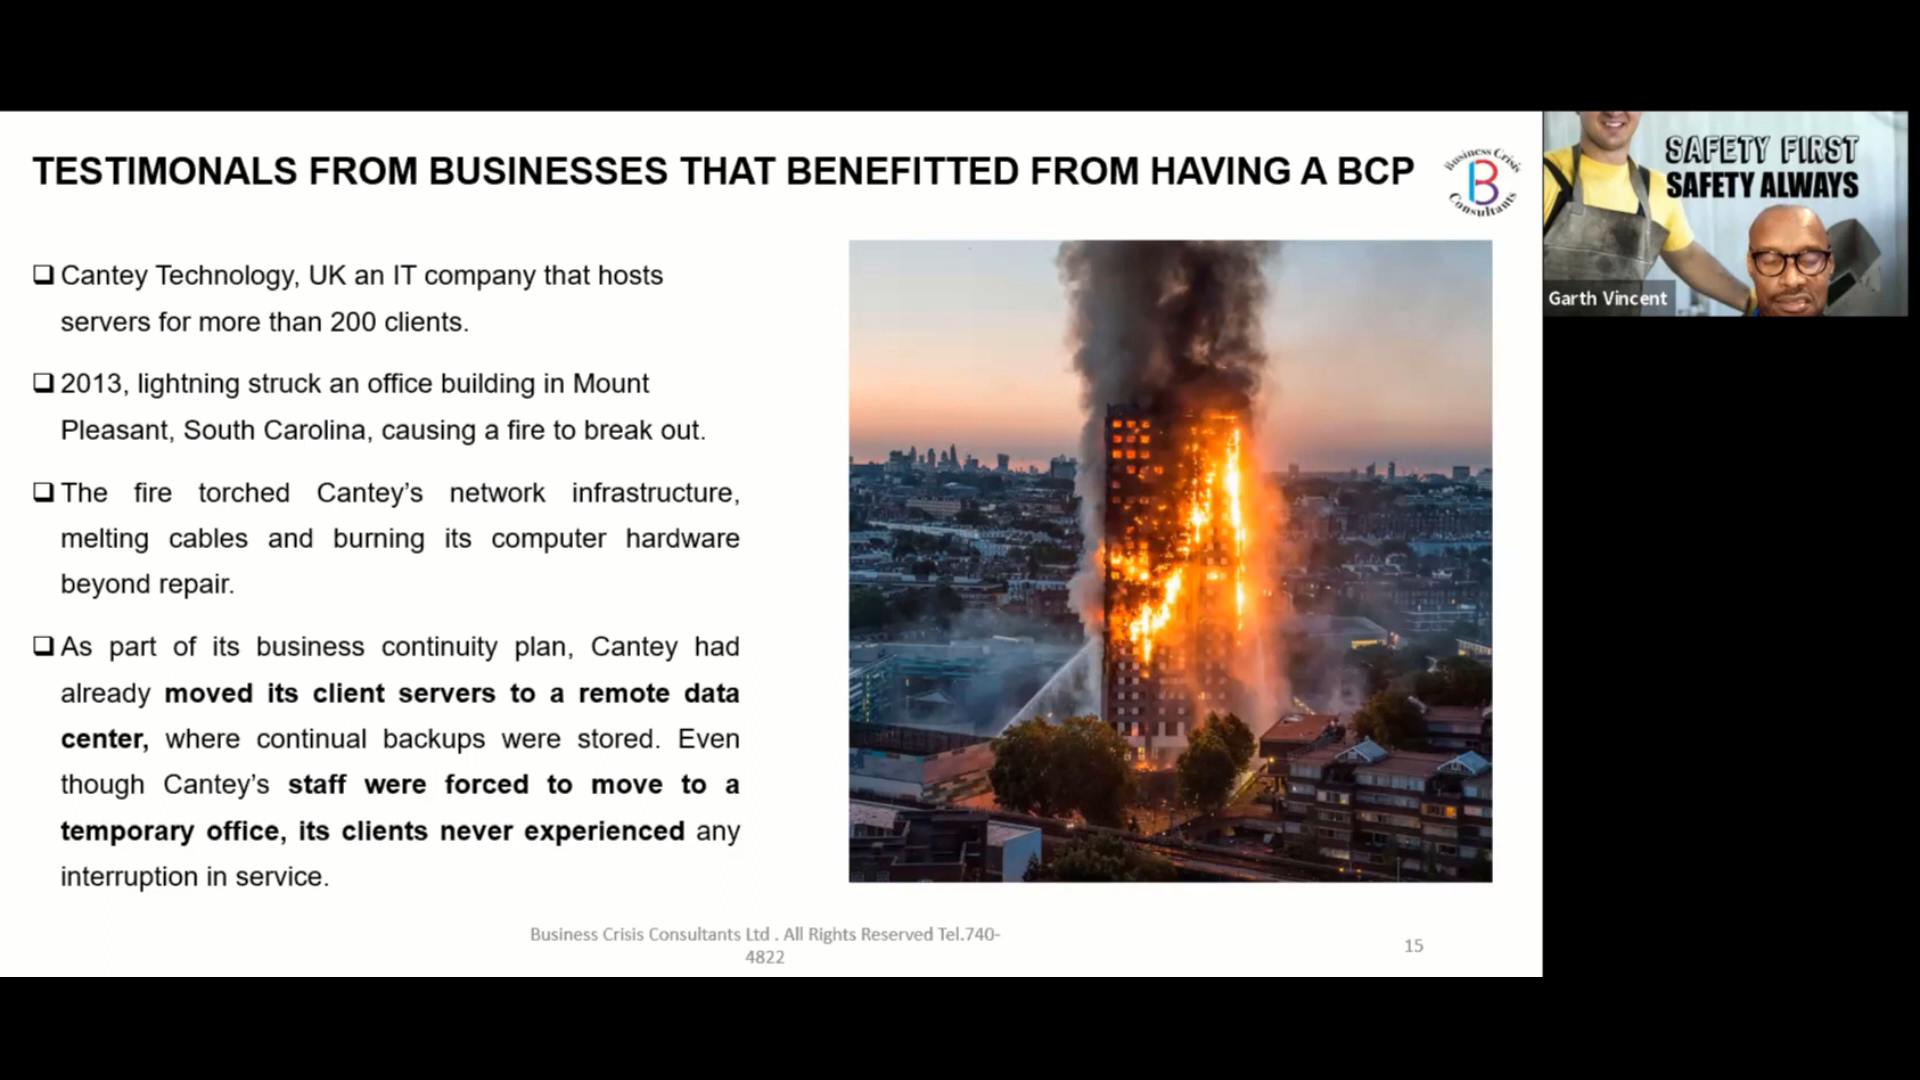 TESTIMONALS FROM BUSINESSES THAT BENEFITTED FROM HAVING A BCP
Business Crisis
B
Consultants
SAFETY FIRST
SAFETY ALWAYS
Garth Vincent
Cantey Technology, UK an IT company that hosts
servers for more than 200 clients.
2013, lightning struck an office building in Mount
Pleasant, South Carolina, causing a fire to break out.
The fire torched Cantey’s network infrastructure,
melting cables and burning its computer hardware
beyond repair.
As part of its business continuity plan, Cantey had
already moved its client servers to a remote data
center, where continual backups were stored. Even
though Cantey’s staff were forced to move to a
temporary office, its clients never experienced any
interruption in service.
Business Crisis Consultants Ltd . All Rights Reserved Tel.740-
4822
15